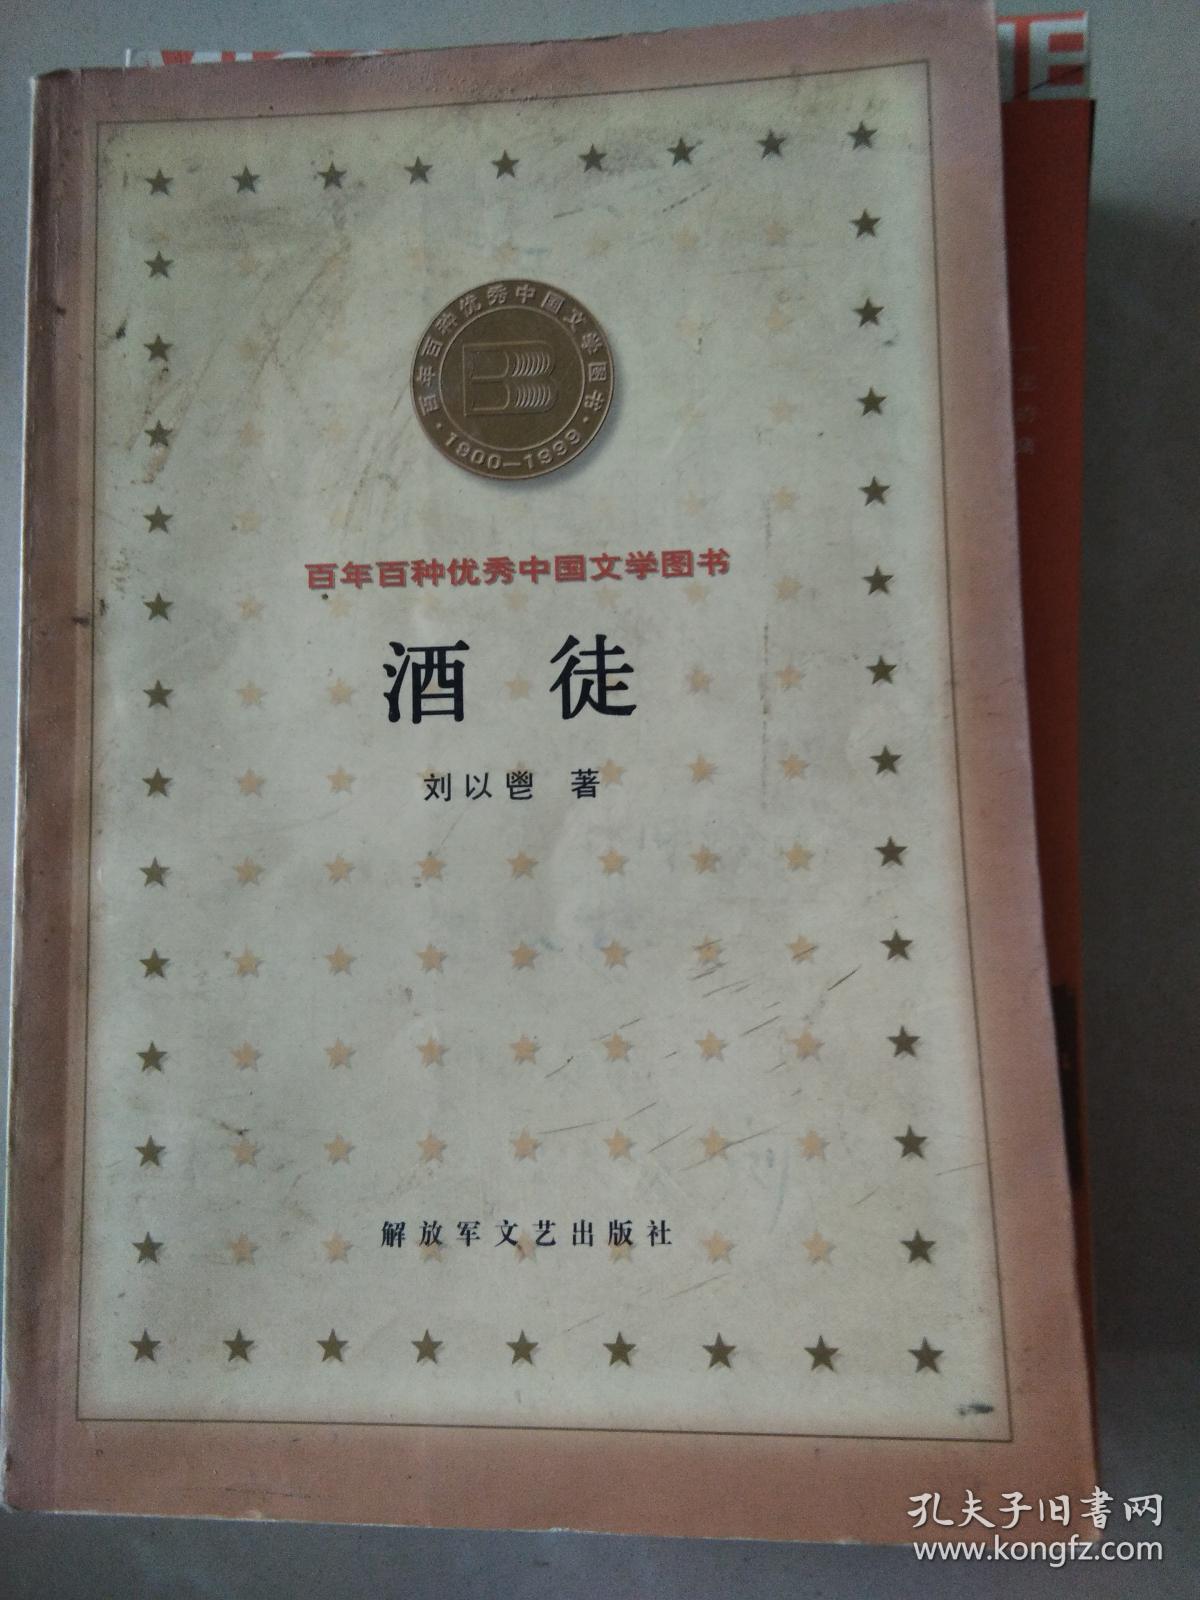 百年百种优秀中国文学图书
·1900—1999·
百年百种优秀中国文学图书
酒徒
刘以鬯 著
解放军文艺出版社
孔夫子旧書网
www.kongfz.com